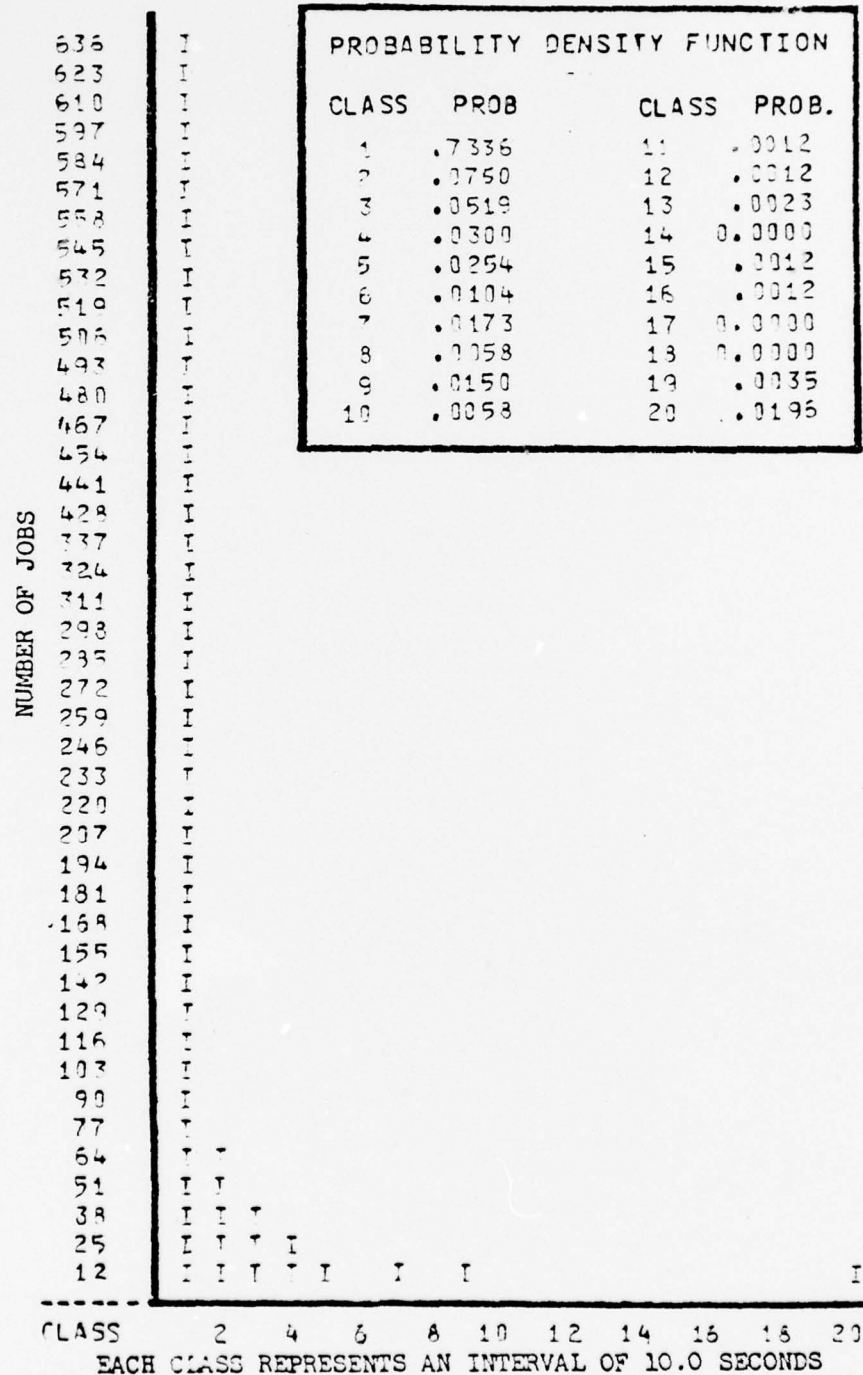 PROBABILITY DENSITY FUNCTION
CLASS PROB CLASS PROB.
1 .7336 11 .0012
2 .0750 12 .0012
3 .0519 13 .0023
4 .0300 14 0.0000
5 .0254 15 .0012
6 .0104 16 .0012
7 .0173 17 0.0000
8 .0058 18 0.0000
9 .0150 19 .0035
10 .0058 20 .0196
NUMBER OF JOBS
636 I
623 I
610 I
597 I
584 I
571 I
558 I
545 I
532 I
519 I
506 I
493 I
480 I
467 I
454 I
441 I
428 I
337 I
324 I
311 I
298 I
285 I
272 I
259 I
246 I
233 I
220 I
207 I
194 I
181 I
168 I
155 I
142 I
129 I
116 I
103 I
90 I
77 I
64 I I
51 I I
38 I I I
25 I I I I
12 I I I I I I I I
CLASS 2 4 6 8 10 12 14 16 18 20
EACH CLASS REPRESENTS AN INTERVAL OF 10.0 SECONDS